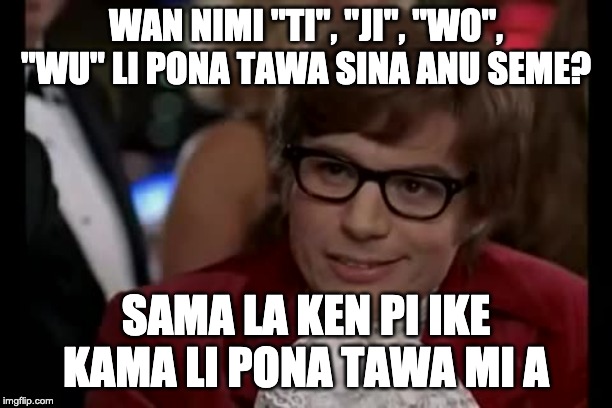 WAN NIMI "TI", "JI", "WO",
"WU" LI PONA TAWA SINA ANU SEME?
SAMA LA KEN PI IKE
KAMA LI PONA TAWA MI A
imgflip.com